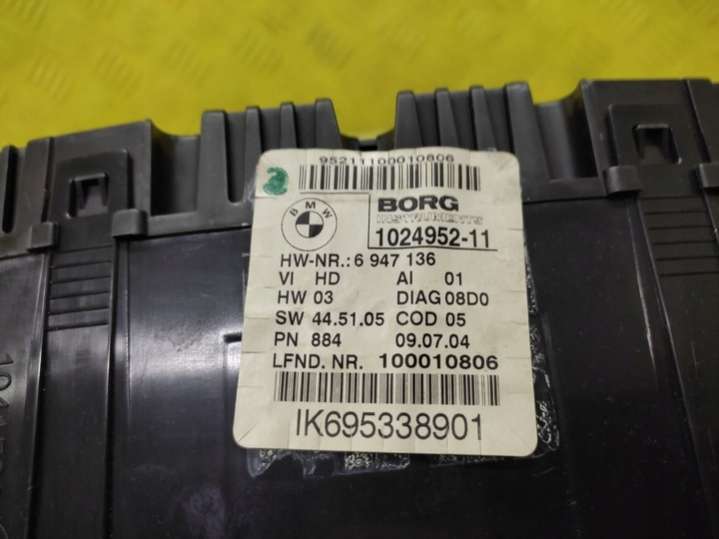 95211100010806
BMW
BORG
INSTRUMENTS
1024952-11
HW-NR.: 6 947 136
VI HD AI 01
HW 03 DIAG 08D0
SW 44.51.05 COD 05
PN 884 09.07.04
LFND. NR. 100010806
IK695338901